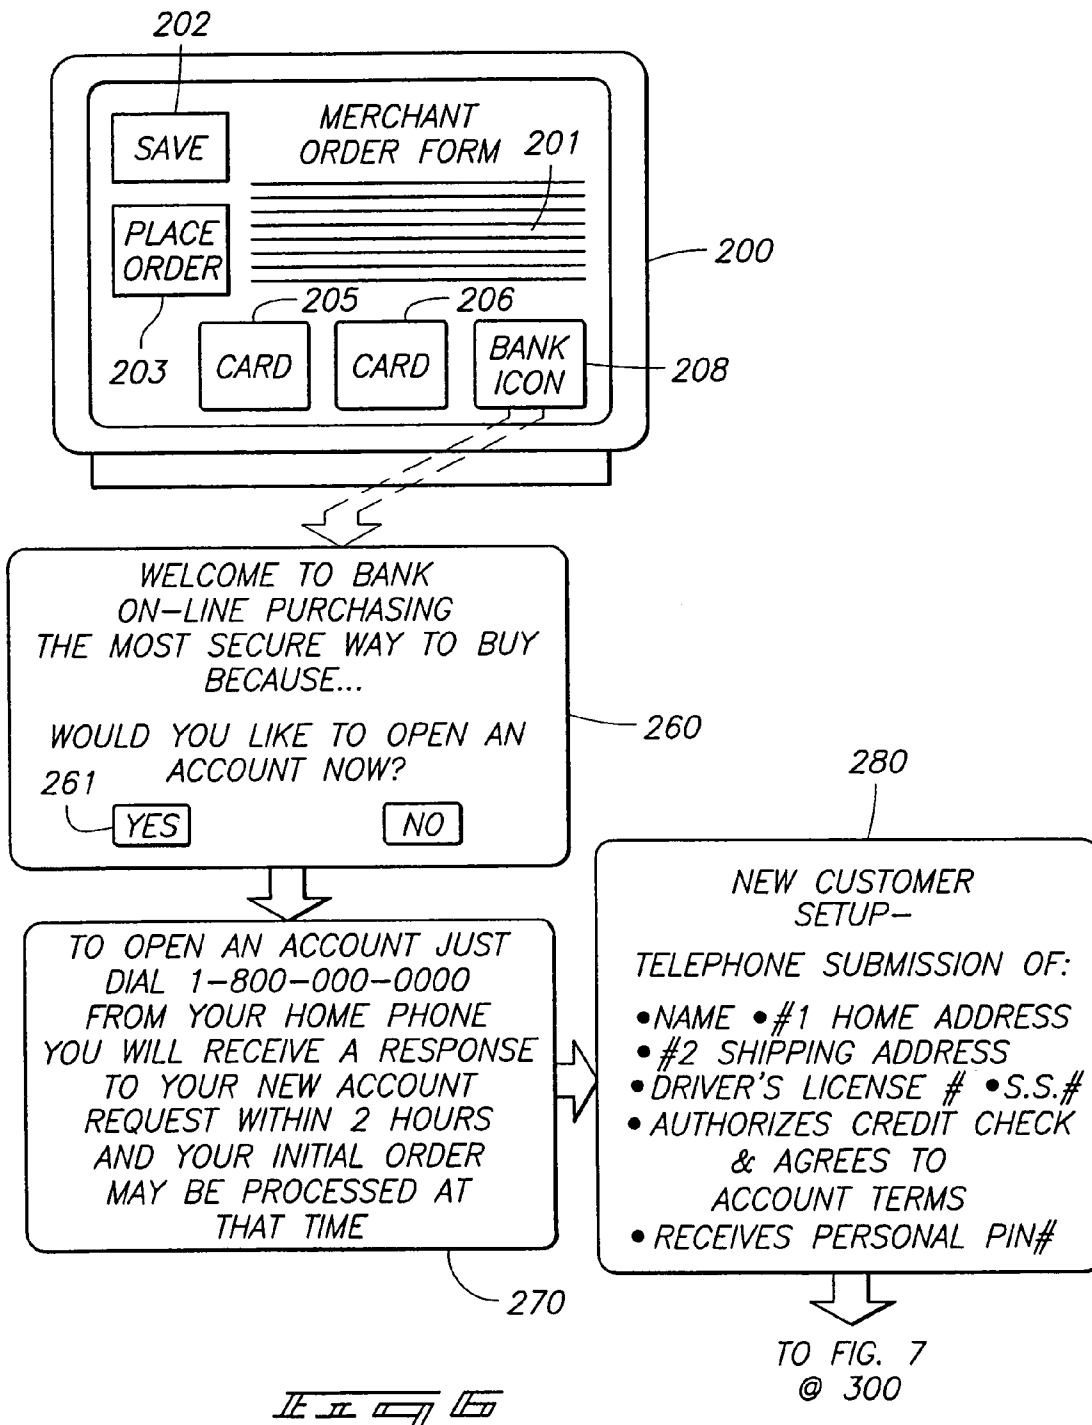 202
SAVE
MERCHANT
ORDER FORM
201
PLACE
ORDER
200
203
205
CARD
206
CARD
BANK
ICON
208
WELCOME TO BANK
ON-LINE PURCHASING
THE MOST SECURE WAY TO BUY
BECAUSE...
WOULD YOU LIKE TO OPEN AN
ACCOUNT NOW?
260
261
YES
NO
TO OPEN AN ACCOUNT JUST
DIAL 1-800-000-0000
FROM YOUR HOME PHONE
YOU WILL RECEIVE A RESPONSE
TO YOUR NEW ACCOUNT
REQUEST WITHIN 2 HOURS
AND YOUR INITIAL ORDER
MAY BE PROCESSED AT
THAT TIME
270
280
NEW CUSTOMER
SETUP-
TELEPHONE SUBMISSION OF:
•NAME •#1 HOME ADDRESS
•#2 SHIPPING ADDRESS
•DRIVER'S LICENSE # •S.S.#
•AUTHORIZES CREDIT CHECK
& AGREES TO
ACCOUNT TERMS
•RECEIVES PERSONAL PIN#
TO FIG. 7
@ 300
Fig 6